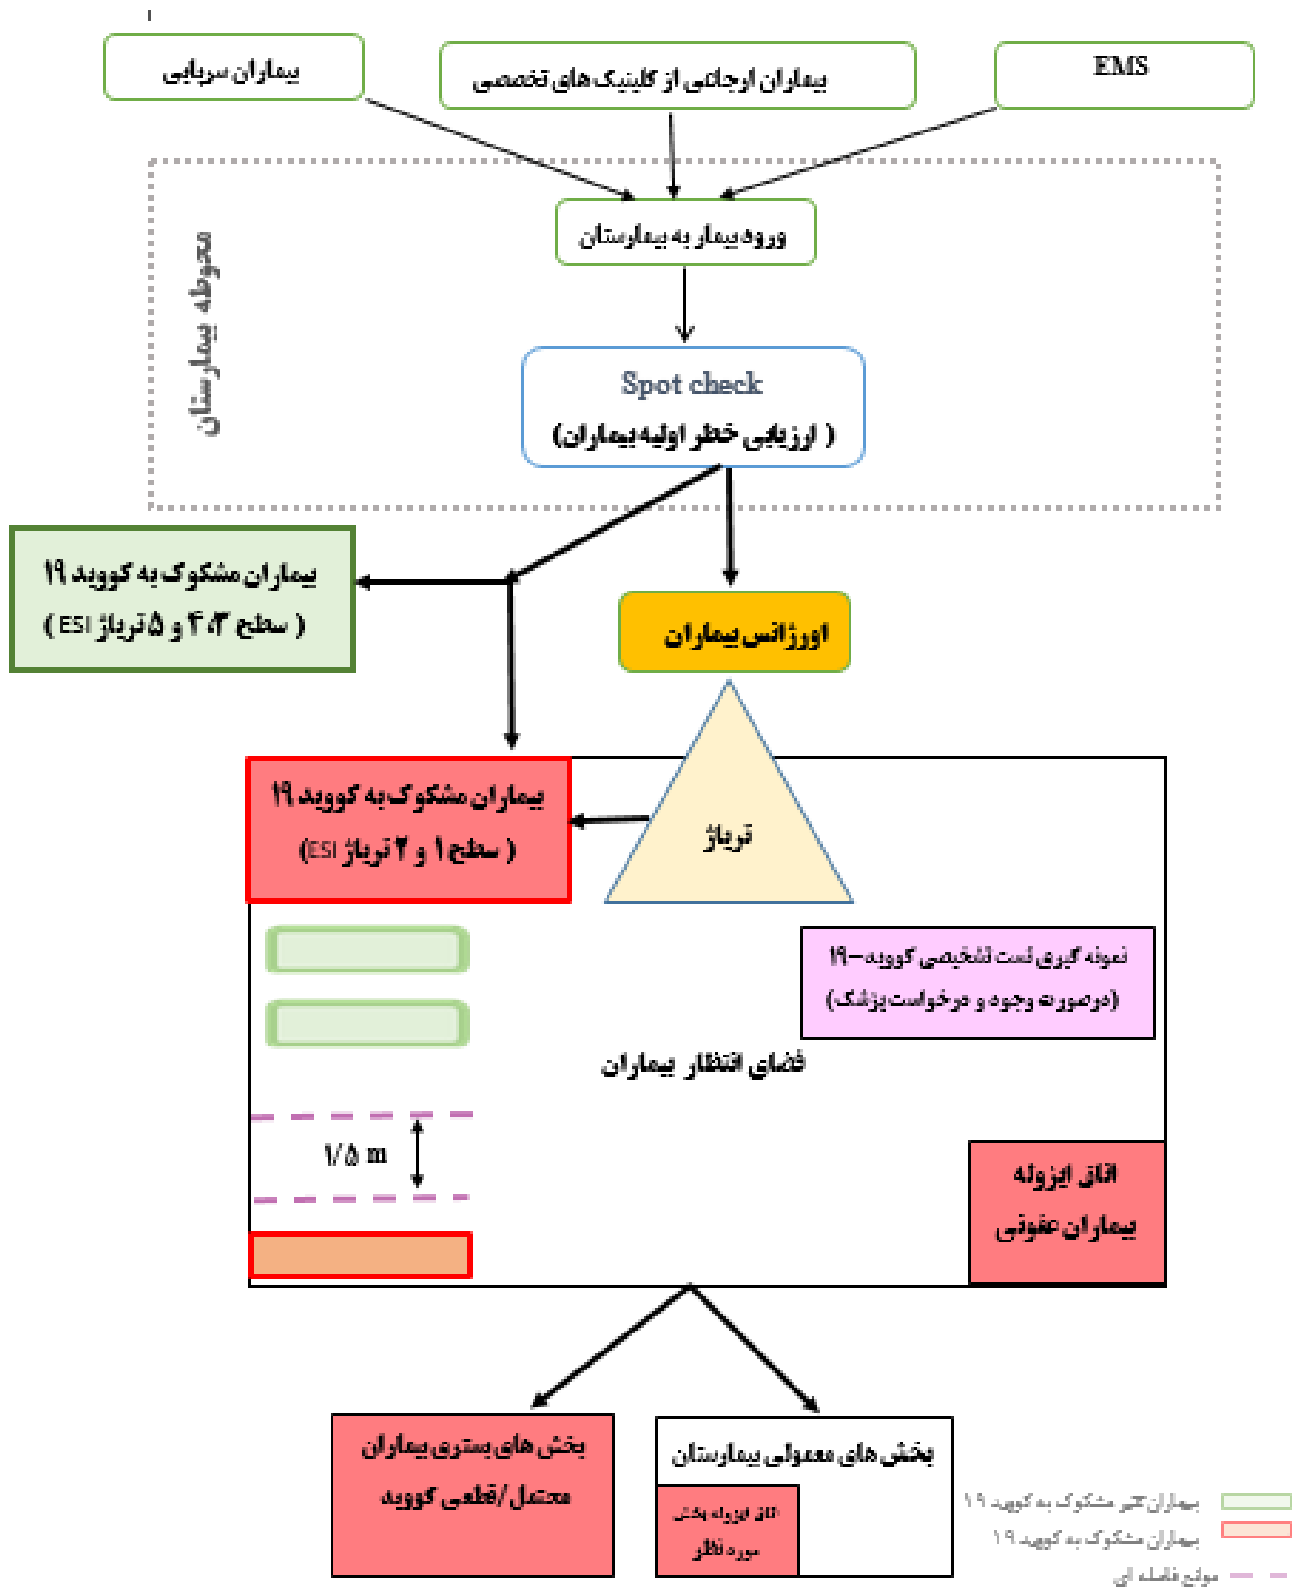 بیماران سرپایی
بیماران ارجاعی از کلینیک های تخصصی
EMS
ورود بیمار به بیمارستان
محوطه بیمارستان
Spot check
( ارزیابی خطر اولیه بیماران)
بیماران مشکوک به کووید ۱۹
( سطح ۳،۴ و ۵ تریاژ ESI )
اورژانس بیماران
بیماران مشکوک به کووید ۱۹
( سطح ۱ و ۲ تریاژ ESI)
تریاژ
نمونه گیری تست تشخیصی کووید-۱۹
(درصورت وجود و درخواست پزشک)
فضای انتظار بیماران
۱/۵ m
اتاق ایزوله
بیماران عفونی
بخش های بستری بیماران
محتمل/قطعی کووید
بخش های معمولی بیمارستان
اتاق ایزوله بخش
مورد نظر
بیماران غیر مشکوک به کووید ۱۹
بیماران مشکوک به کووید ۱۹
موانع فاصله ای